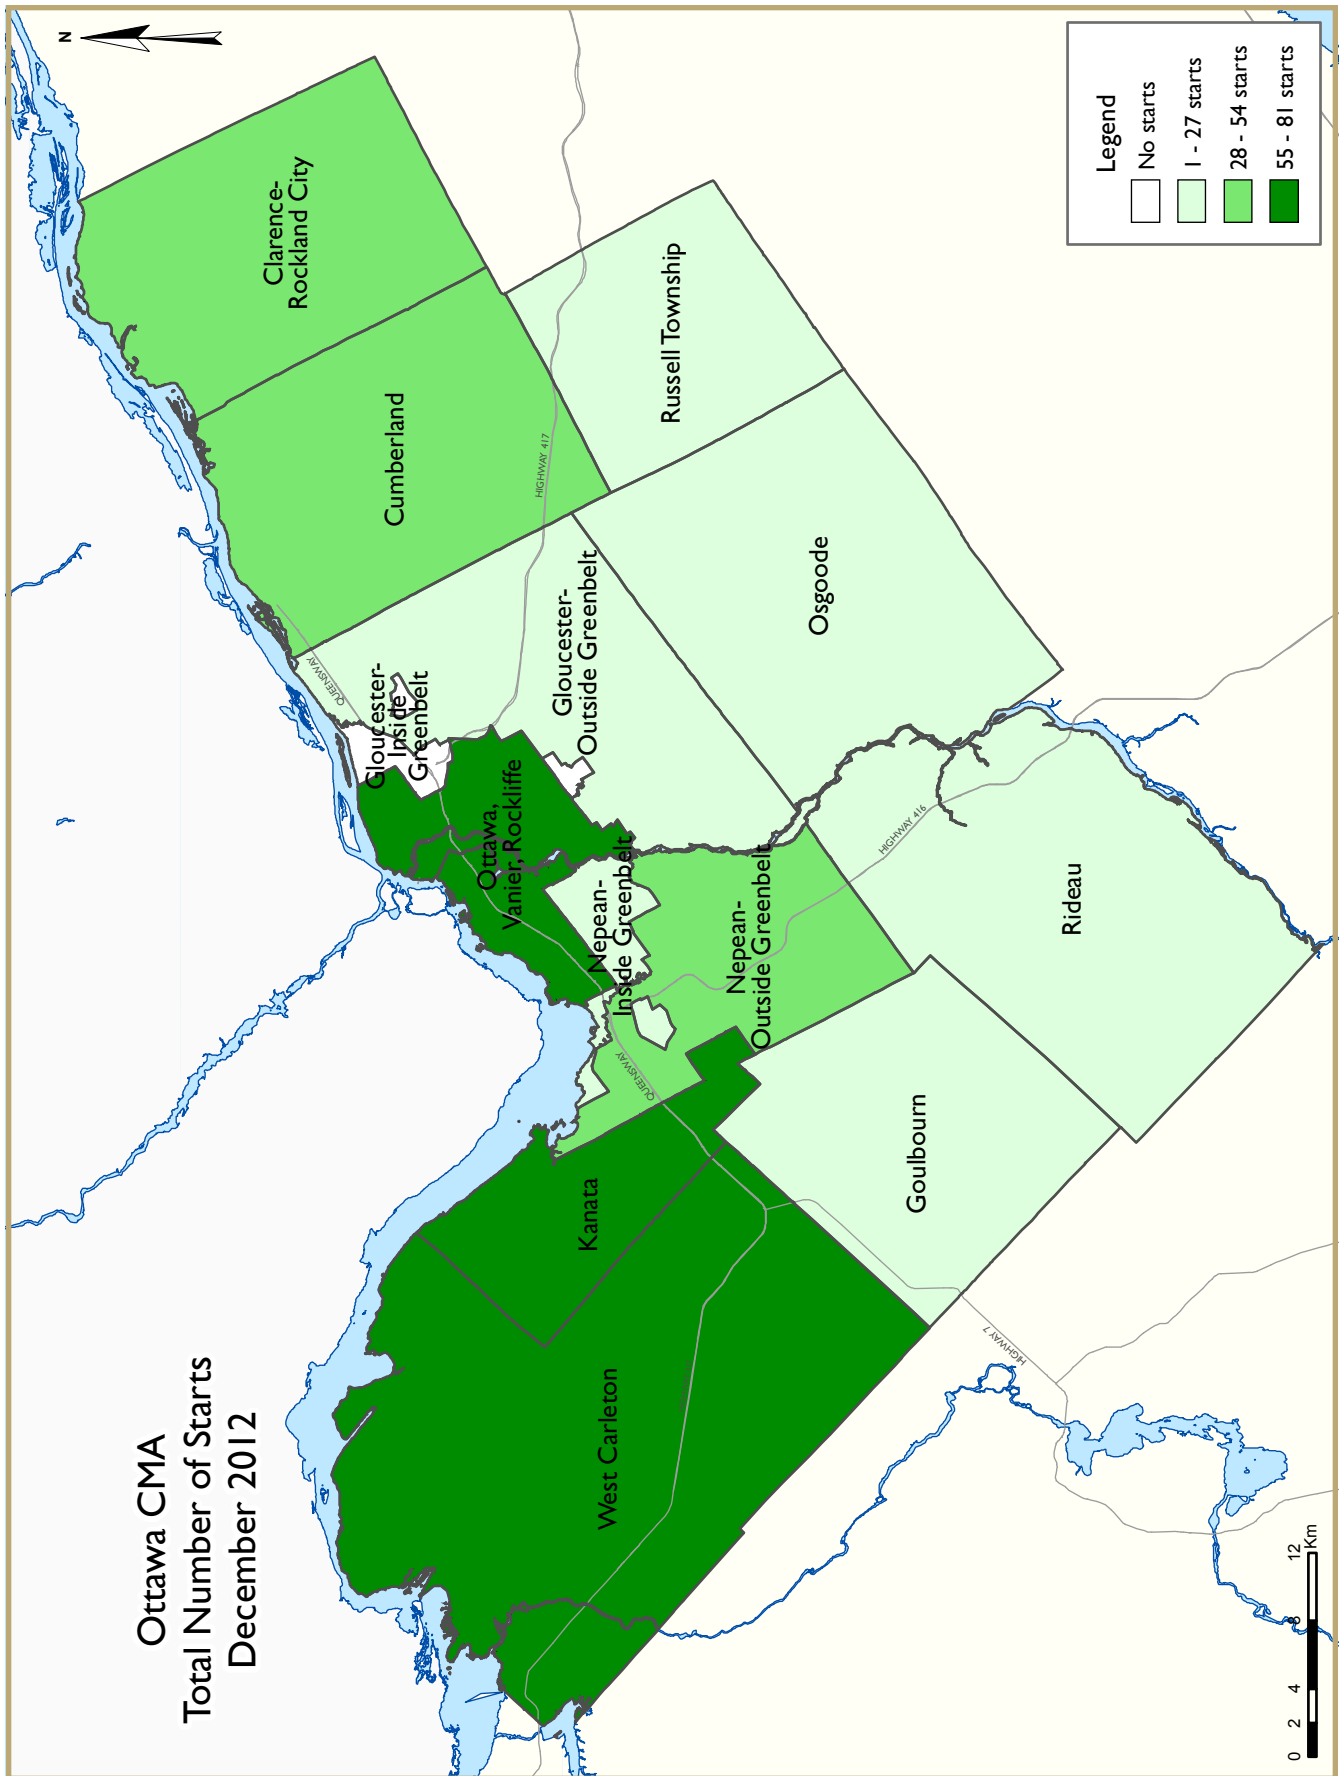 Ottawa CMA
Total Number of Starts
December 2012
N
Legend
No starts
1 - 27 starts
28 - 54 starts
55 - 81 starts
Clarence-
Rockland City
Cumberland
Russell Township
HIGHWAY 417
QUEENSWAY
Gloucester-
Inside
Greenbelt
Gloucester-
Outside Greenbelt
Osgoode
Ottawa,
Vanier, Rockliffe
Nepean-
Inside Greenbelt
Nepean-
Outside Greenbelt
HIGHWAY 416
Rideau
QUEENSWAY
Kanata
Goulbourn
West Carleton
HIGHWAY 7
0 2 4 8 12
Km